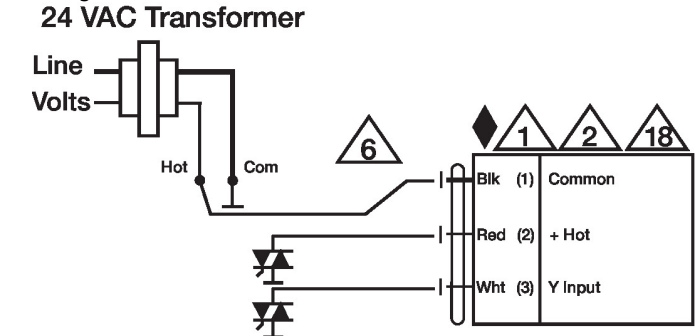 24 VAC Transformer
Line
Volts
1 2 18
6
Hot Com
Blk (1) Common
Red (2) + Hot
Wht (3) Y Input